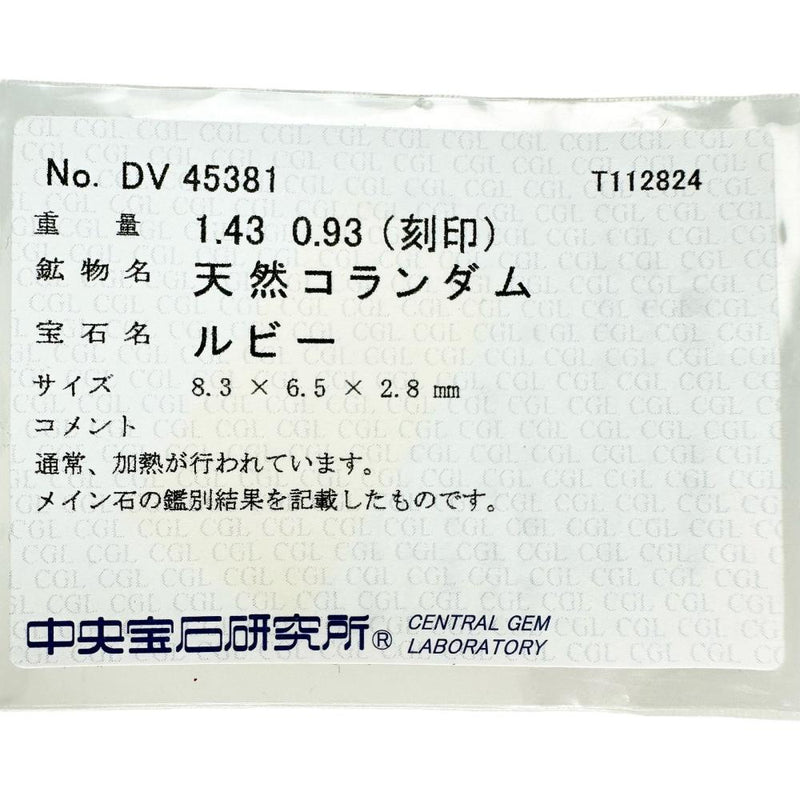 No. DV 45381 T112824
重量 1.43 0.93 (刻印)
鉱物名 天然コランダム
宝石名 ルビー
サイズ 8.3 × 6.5 × 2.8 mm
コメント
通常、加熱が行われています。
メイン石の鑑別結果を記載したものです。
中央宝石研究所® CENTRAL GEM
LABORATORY